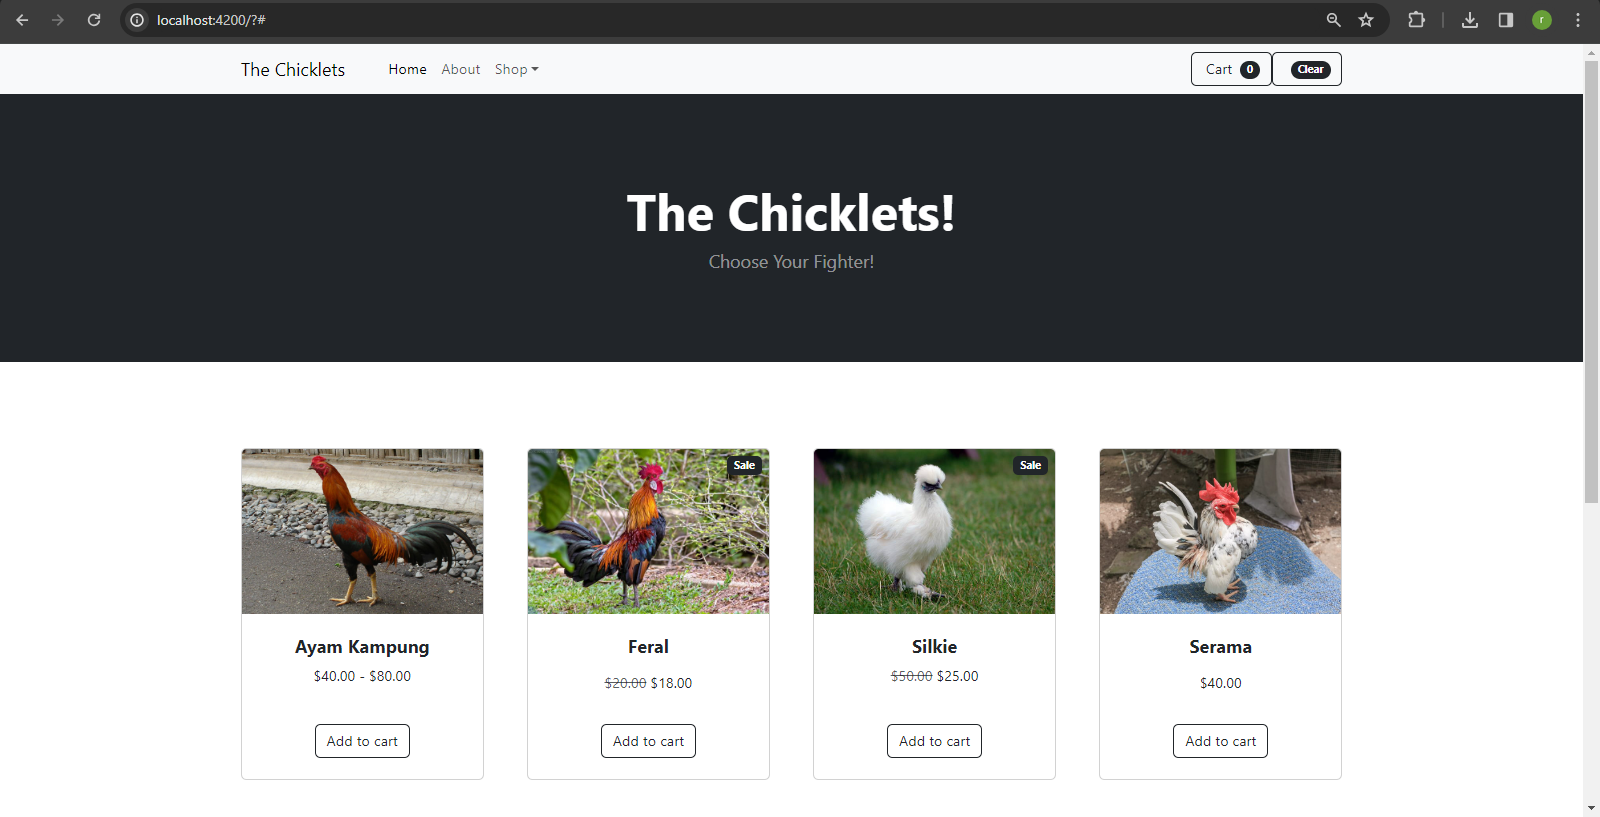 localhost:4200/?#
r
The Chicklets Home About Shop Cart 0 Clear
The Chicklets!
Choose Your Fighter!
Sale Sale
Ayam Kampung Feral Silkie Serama
$40.00 - $80.00 $20.00 $18.00 $50.00 $25.00 $40.00
Add to cart Add to cart Add to cart Add to cart